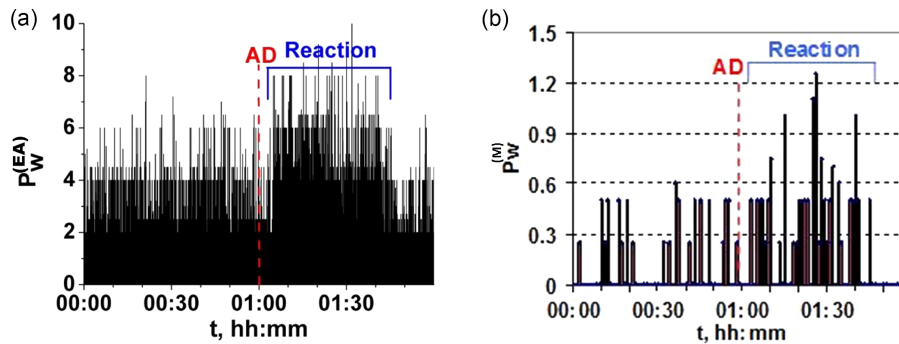 (a)
10
8
6
4
2
0
P_W^(EA)
AD
Reaction
00:00 00:30 01:00 01:30
t, hh:mm
(b)
1.5
1.2
0.9
0.6
0.3
0
P_W^(M)
AD
Reaction
00:00 00:30 01:00 01:30
t, hh:mm